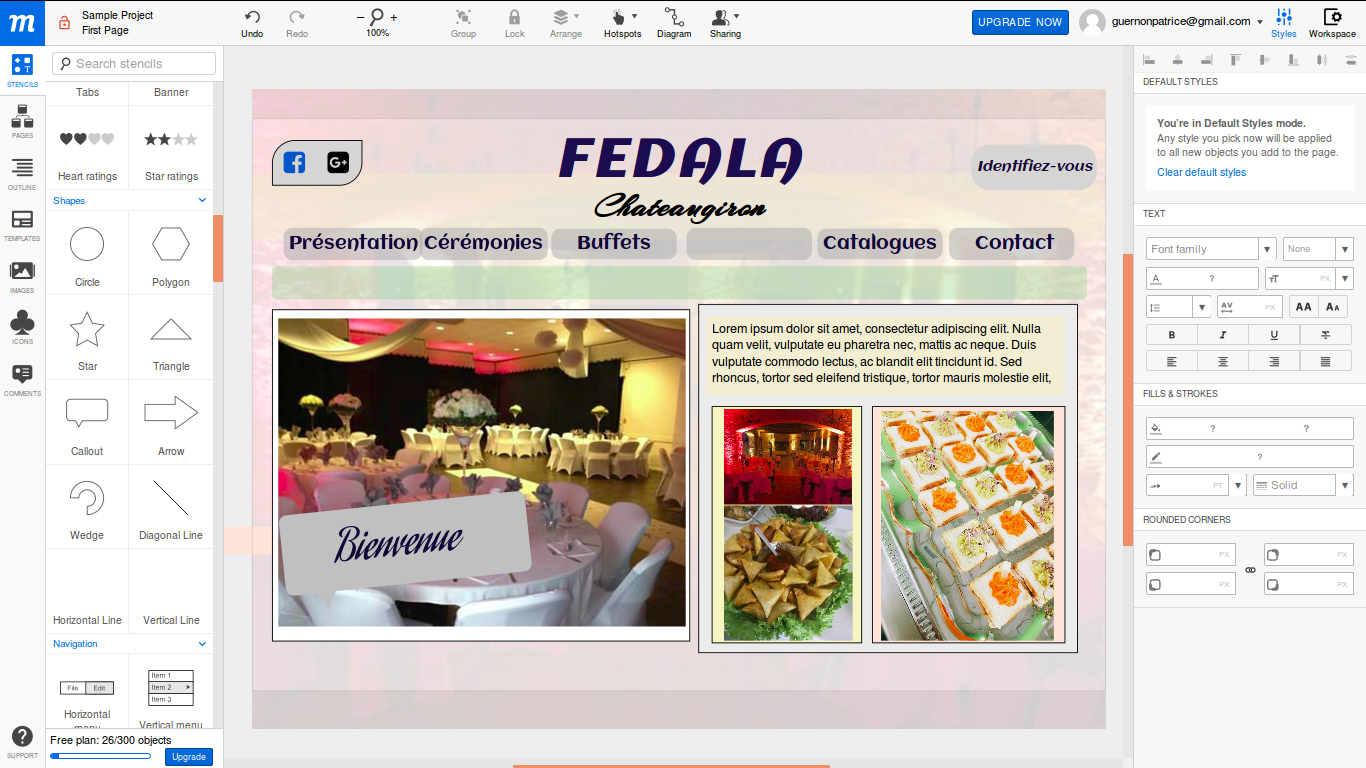 m
Sample Project
First Page
Undo
Redo
100%
Group
Lock
Arrange
Hotspots
Diagram
Sharing
UPGRADE NOW
guernonpatrice@gmail.com
Styles
Workspace
STENCILS
PAGES
OUTLINE
TEMPLATES
IMAGES
ICONS
COMMENTS
SUPPORT
Search stencils
Tabs
Banner
Heart ratings
Star ratings
Shapes
Circle
Polygon
Star
Triangle
Callout
Arrow
Wedge
Diagonal Line
Horizontal Line
Vertical Line
Navigation
File Edit
Item 1
Item 2
Item 3
Horizontal
menu
Vertical menu
Free plan: 26/300 objects
Upgrade
G+
FEDALA
Chateaugiron
Identifiez-vous
Présentation
Cérémonies
Buffets
Catalogues
Contact
Lorem ipsum dolor sit amet, consectetur adipiscing elit. Nulla
quam velit, vulputate eu pharetra nec, mattis ac neque. Duis
vulputate commodo lectus, ac blandit elit tincidunt id. Sed
rhoncus, tortor sed eleifend tristique, tortor mauris molestie elit,
Bienvenue
DEFAULT STYLES
You're in Default Styles mode.
Any style you pick now will be applied
to all new objects you add to the page.
Clear default styles
TEXT
Font family
None
A ?
TT PX
AV PX
AA AA
B I U S
FILLS & STROKES
? ?
?
PT
Solid
ROUNDED CORNERS
PX PX
PX PX